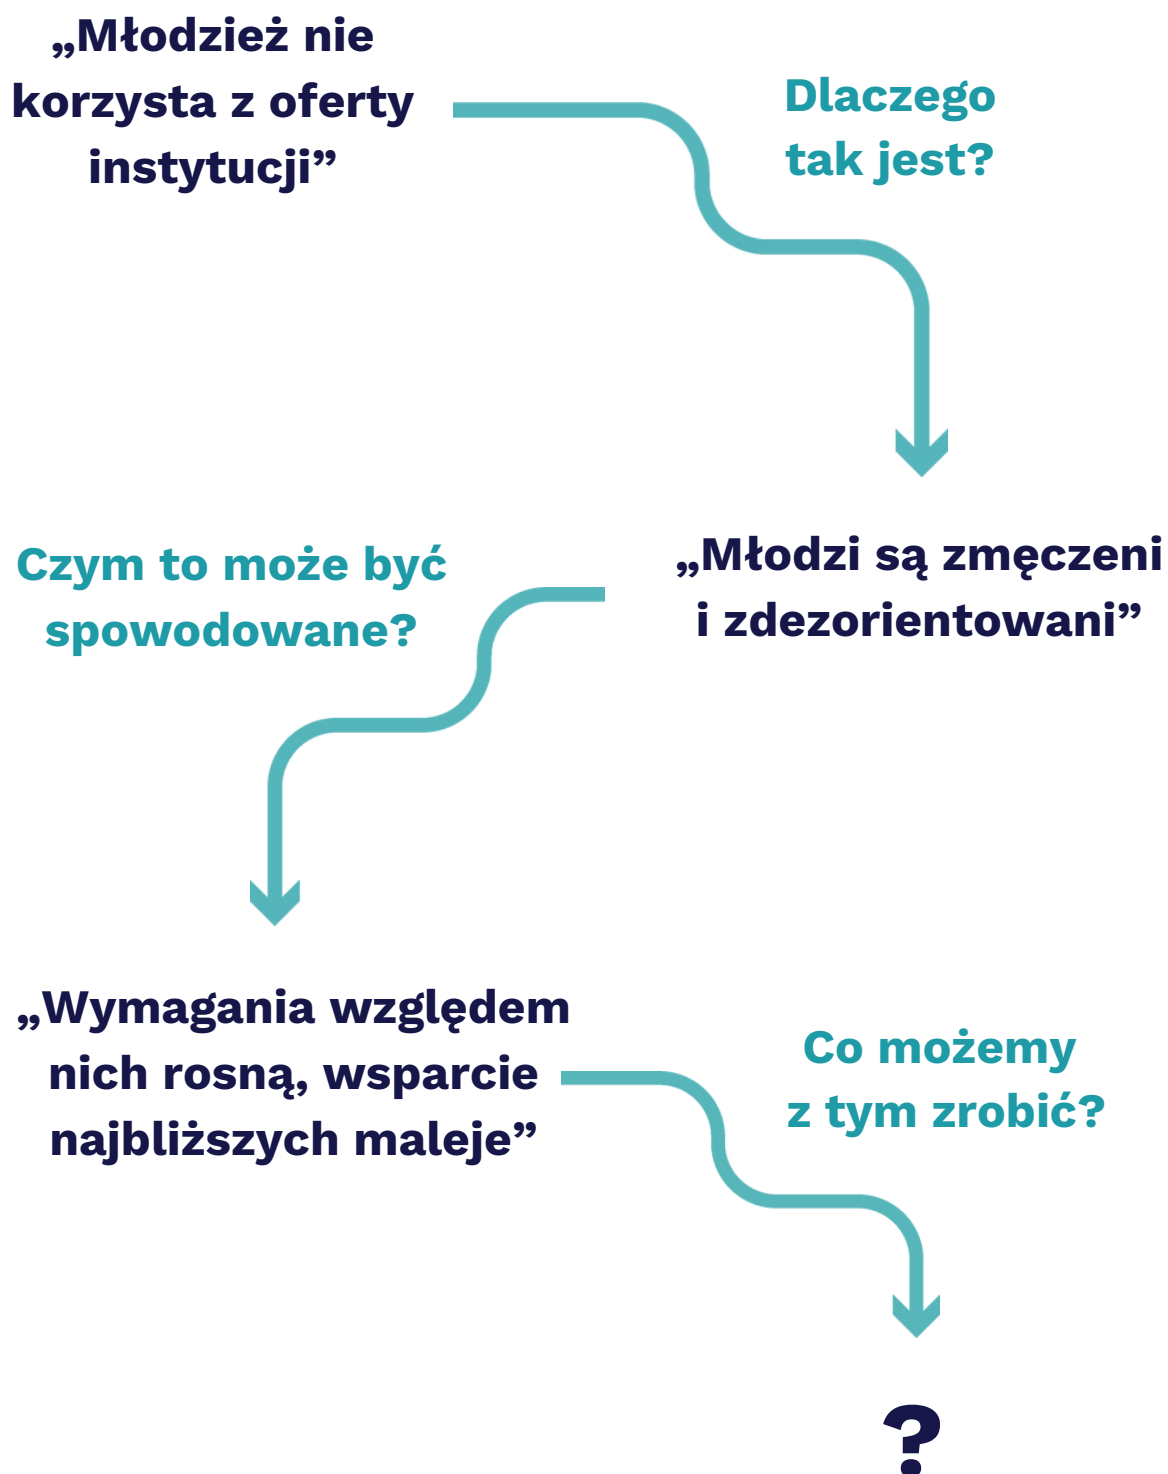 „Młodzież nie
korzysta z oferty
instytucji”
Dlaczego
tak jest?
„Młodzi są zmęczeni
i zdezorientowani”
Czym to może być
spowodowane?
„Wymagania względem
nich rosną, wsparcie
najbliższych maleje”
Co możemy
z tym zrobić?
?